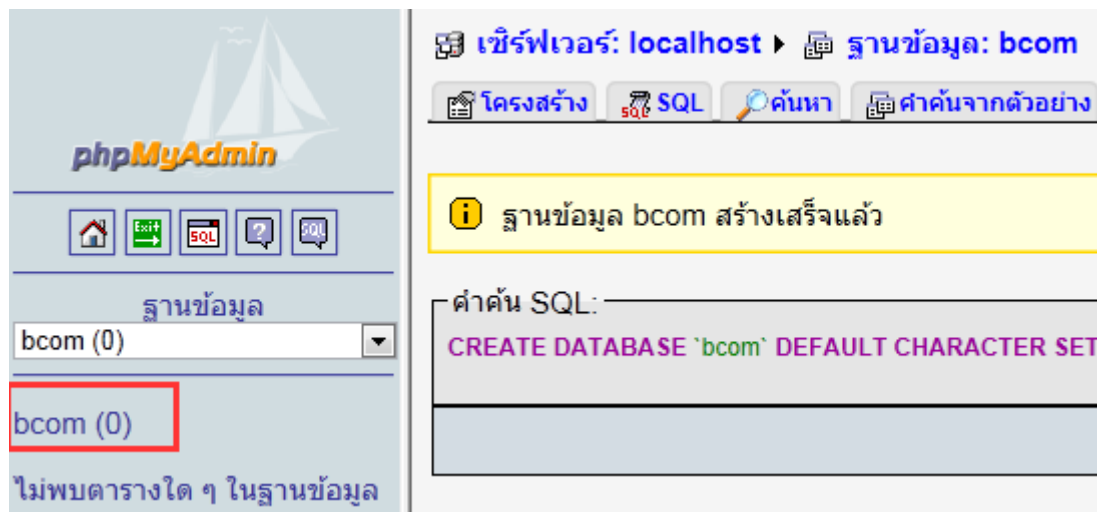 phpMyAdmin
Exit
SQL
?
SQL
ฐานข้อมูล
bcom (0)
bcom (0)
ไม่พบตารางใด ๆ ในฐานข้อมูล
เซิร์ฟเวอร์: localhost ▸ ฐานข้อมูล: bcom
โครงสร้าง SQL ค้นหา คำค้นจากตัวอย่าง
ฐานข้อมูล bcom สร้างเสร็จแล้ว
คำค้น SQL:
CREATE DATABASE `bcom` DEFAULT CHARACTER SET